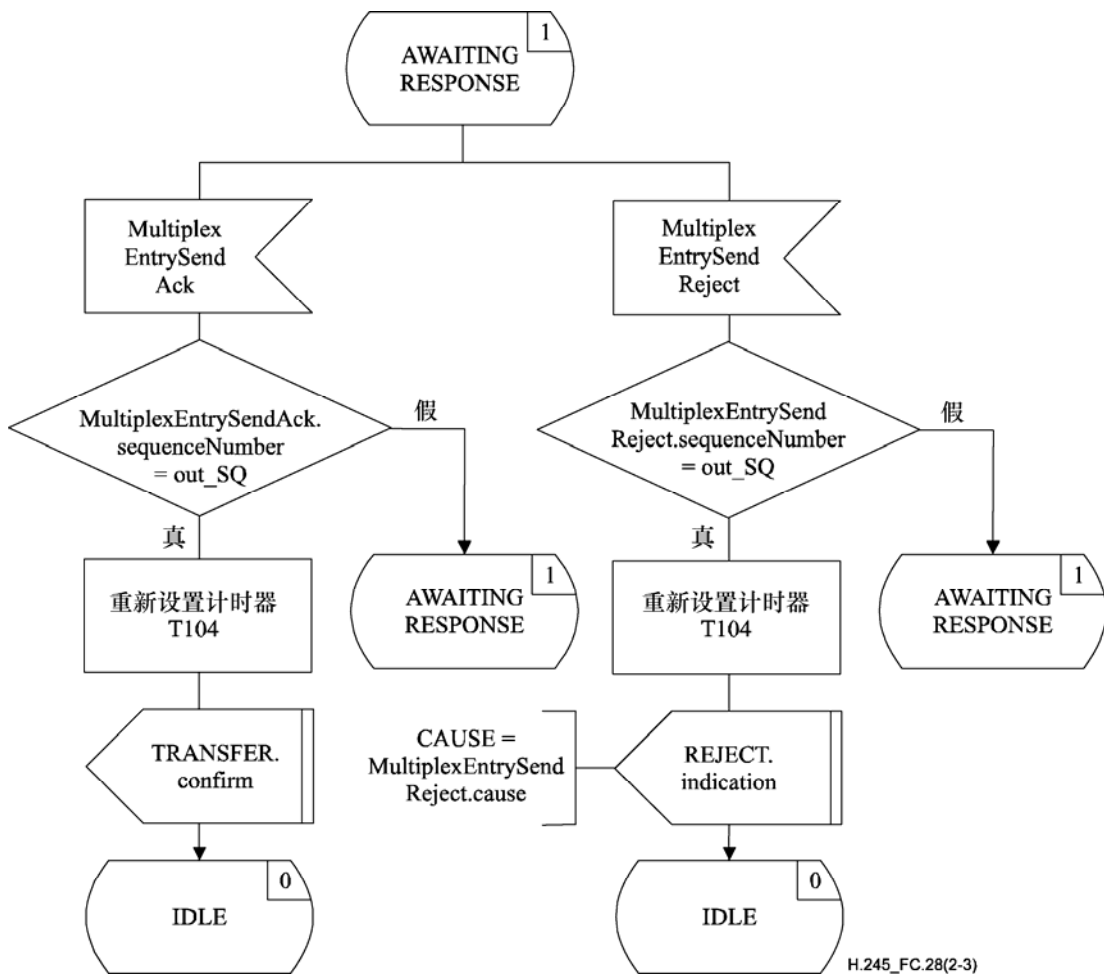 1
AWAITING
RESPONSE
Multiplex
EntrySend
Ack
Multiplex
EntrySend
Reject
MultiplexEntrySendAck.
sequenceNumber
= out_SQ
假
真
MultiplexEntrySend
Reject.sequenceNumber
= out_SQ
假
真
重新设置计时器
T104
1
AWAITING
RESPONSE
重新设置计时器
T104
1
AWAITING
RESPONSE
TRANSFER.
confirm
CAUSE =
MultiplexEntrySend
Reject.cause
REJECT.
indication
0
IDLE
0
IDLE
H.245_FC.28(2-3)